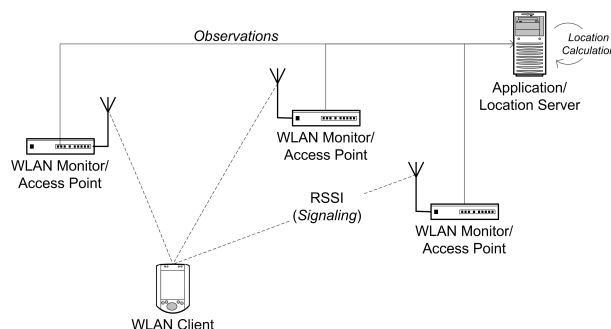 Observations
Location
Calculation
Application/
Location Server
WLAN Monitor/
Access Point
WLAN Monitor/
Access Point
RSSI
(Signaling)
WLAN Monitor/
Access Point
WLAN Client